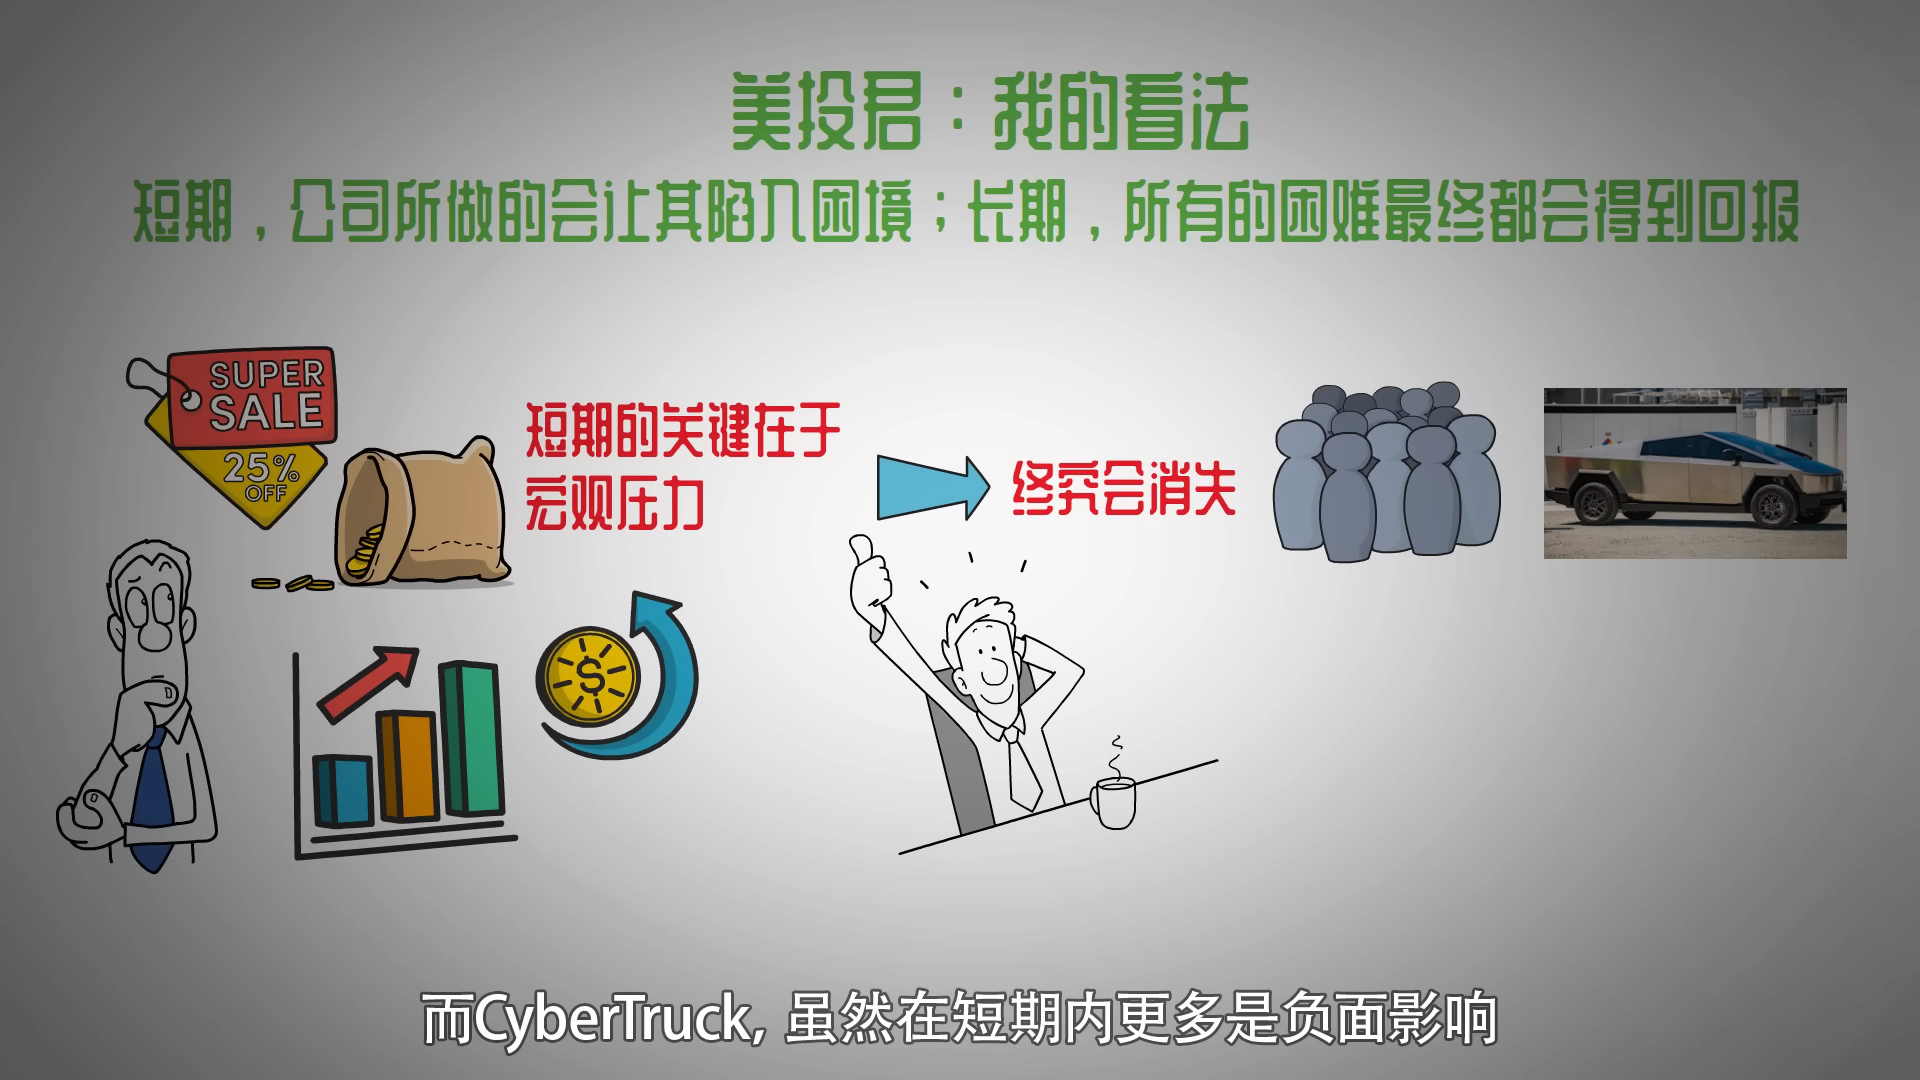 美投君：我的看法
短期，公司所做的会让其陷入困境；长期，所有的困难最终都会得到回报
SUPER
SALE
25%
OFF
短期的关键在于
宏观压力
终究会消失
$
而CyberTruck, 虽然在短期内更多是负面影响